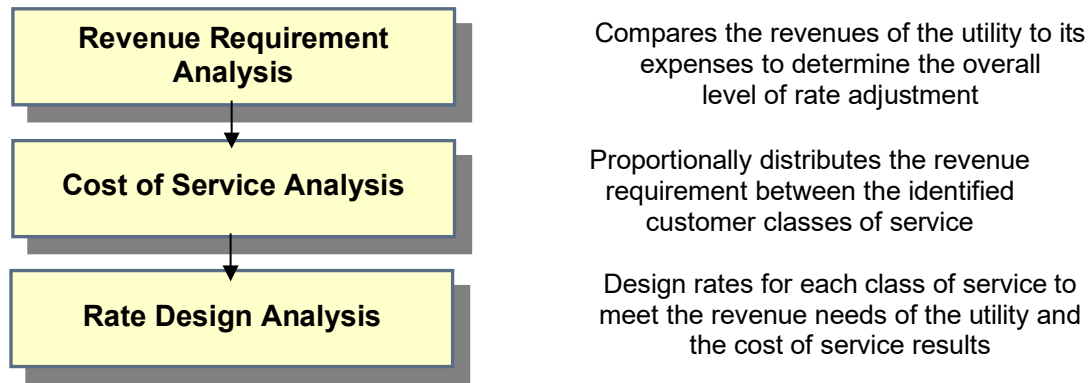 Revenue Requirement
Analysis
Compares the revenues of the utility to its
expenses to determine the overall
level of rate adjustment
Cost of Service Analysis
Proportionally distributes the revenue
requirement between the identified
customer classes of service
Rate Design Analysis
Design rates for each class of service to
meet the revenue needs of the utility and
the cost of service results